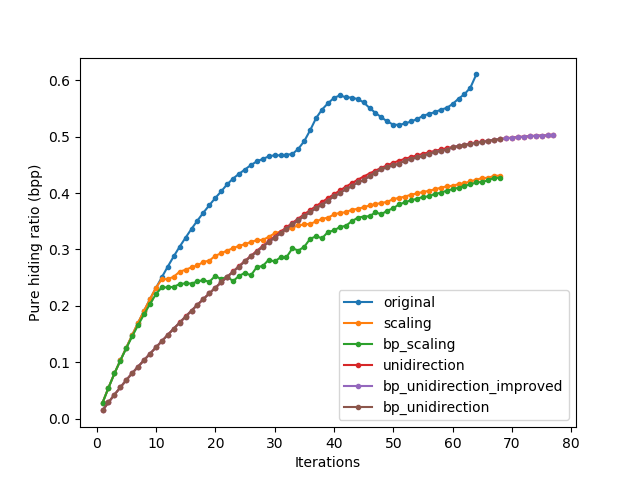 0.6
0.5
0.4
0.3
0.2
0.1
0.0
Pure hiding ratio (bpp)
0 10 20 30 40 50 60 70 80
Iterations
original
scaling
bp_scaling
unidirection
bp_unidirection_improved
bp_unidirection